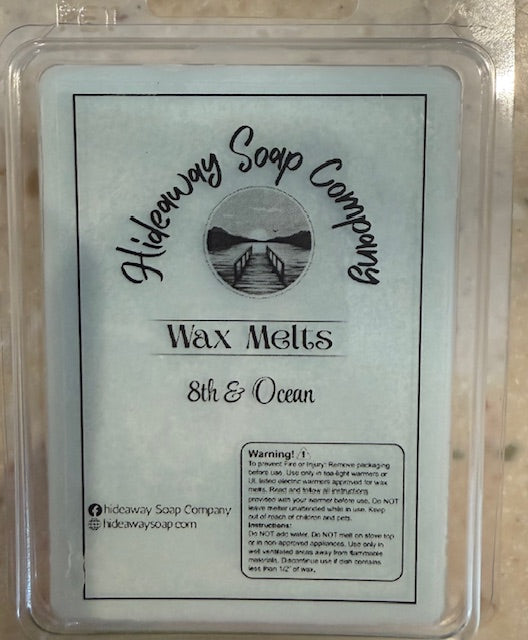 Hideaway Soap Company
Wax Melts
8th & Ocean
hideaway Soap Company
hideawaysoap.com
Warning!
To prevent Fire or Injury: Remove packaging
before use. Use only in tea-light warmers or
UL listed electric warmers approved for wax
melts. Read and follow all instructions
provided with your warmer before use. Do NOT
leave melter unattended while in use. Keep
out of reach of children and pets.
Instructions:
Do NOT add water. Do NOT melt on stove top
or in non-approved appliances. Use only in
well ventilated areas away from flammable
materials. Discontinue use if dish contains
less than 1/2" of wax.